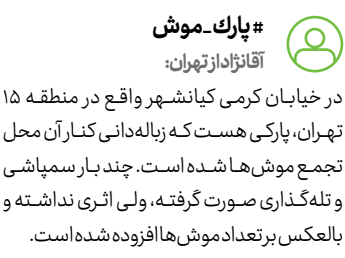 #پارك-موش
آقانژاد از تهران:
در خیابان کرمی کیانشهر واقع در منطقه ۱۵
تهران، پارکی هست که زباله‌دانی کنار آن محل
تجمع موش‌ها شده است. چند بار سمپاشی
و تله‌گذاری صورت گرفته، ولی اثری نداشته و
بالعکس بر تعداد موش‌ها افزوده شده است.